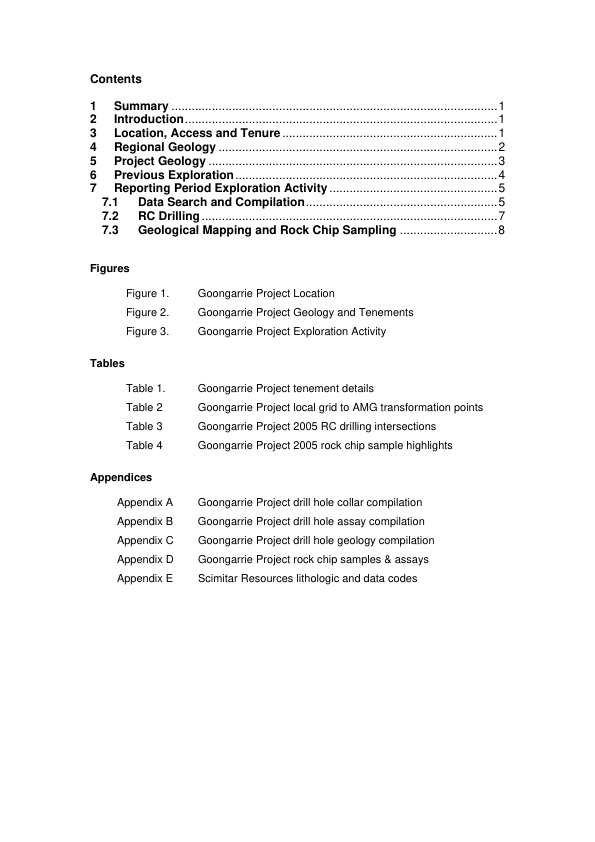 Contents
1 Summary ................................................................................................1
2 Introduction............................................................................................1
3 Location, Access and Tenure ...............................................................1
4 Regional Geology ..................................................................................2
5 Project Geology .....................................................................................3
6 Previous Exploration.............................................................................4
7 Reporting Period Exploration Activity .................................................5
7.1 Data Search and Compilation........................................................5
7.2 RC Drilling .......................................................................................7
7.3 Geological Mapping and Rock Chip Sampling ............................8
Figures
Figure 1. Goongarrie Project Location
Figure 2. Goongarrie Project Geology and Tenements
Figure 3. Goongarrie Project Exploration Activity
Tables
Table 1. Goongarrie Project tenement details
Table 2 Goongarrie Project local grid to AMG transformation points
Table 3 Goongarrie Project 2005 RC drilling intersections
Table 4 Goongarrie Project 2005 rock chip sample highlights
Appendices
Appendix A Goongarrie Project drill hole collar compilation
Appendix B Goongarrie Project drill hole assay compilation
Appendix C Goongarrie Project drill hole geology compilation
Appendix D Goongarrie Project rock chip samples & assays
Appendix E Scimitar Resources lithologic and data codes